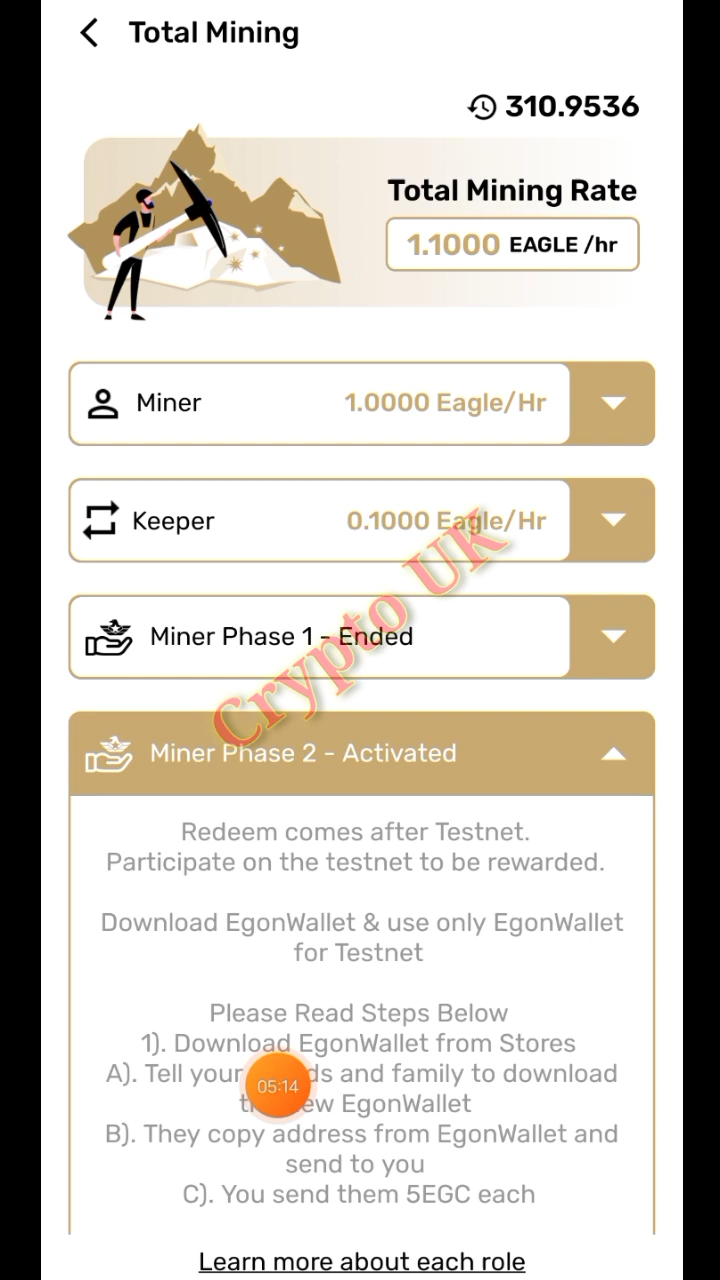 Total Mining
310.9536
Total Mining Rate
1.1000 EAGLE /hr
Miner 1.0000 Eagle/Hr
Keeper 0.1000 Eagle/Hr
Miner Phase 1 - Ended
Crypto UK
Miner Phase 2 - Activated
Redeem comes after Testnet.
Participate on the testnet to be rewarded.
Download EgonWallet & use only EgonWallet
for Testnet
Please Read Steps Below
1). Download EgonWallet from Stores
A). Tell your and family to download
EgonWallet
05:14
B). They copy address from EgonWallet and
send to you
C). You send them 5EGC each
Learn more about each role